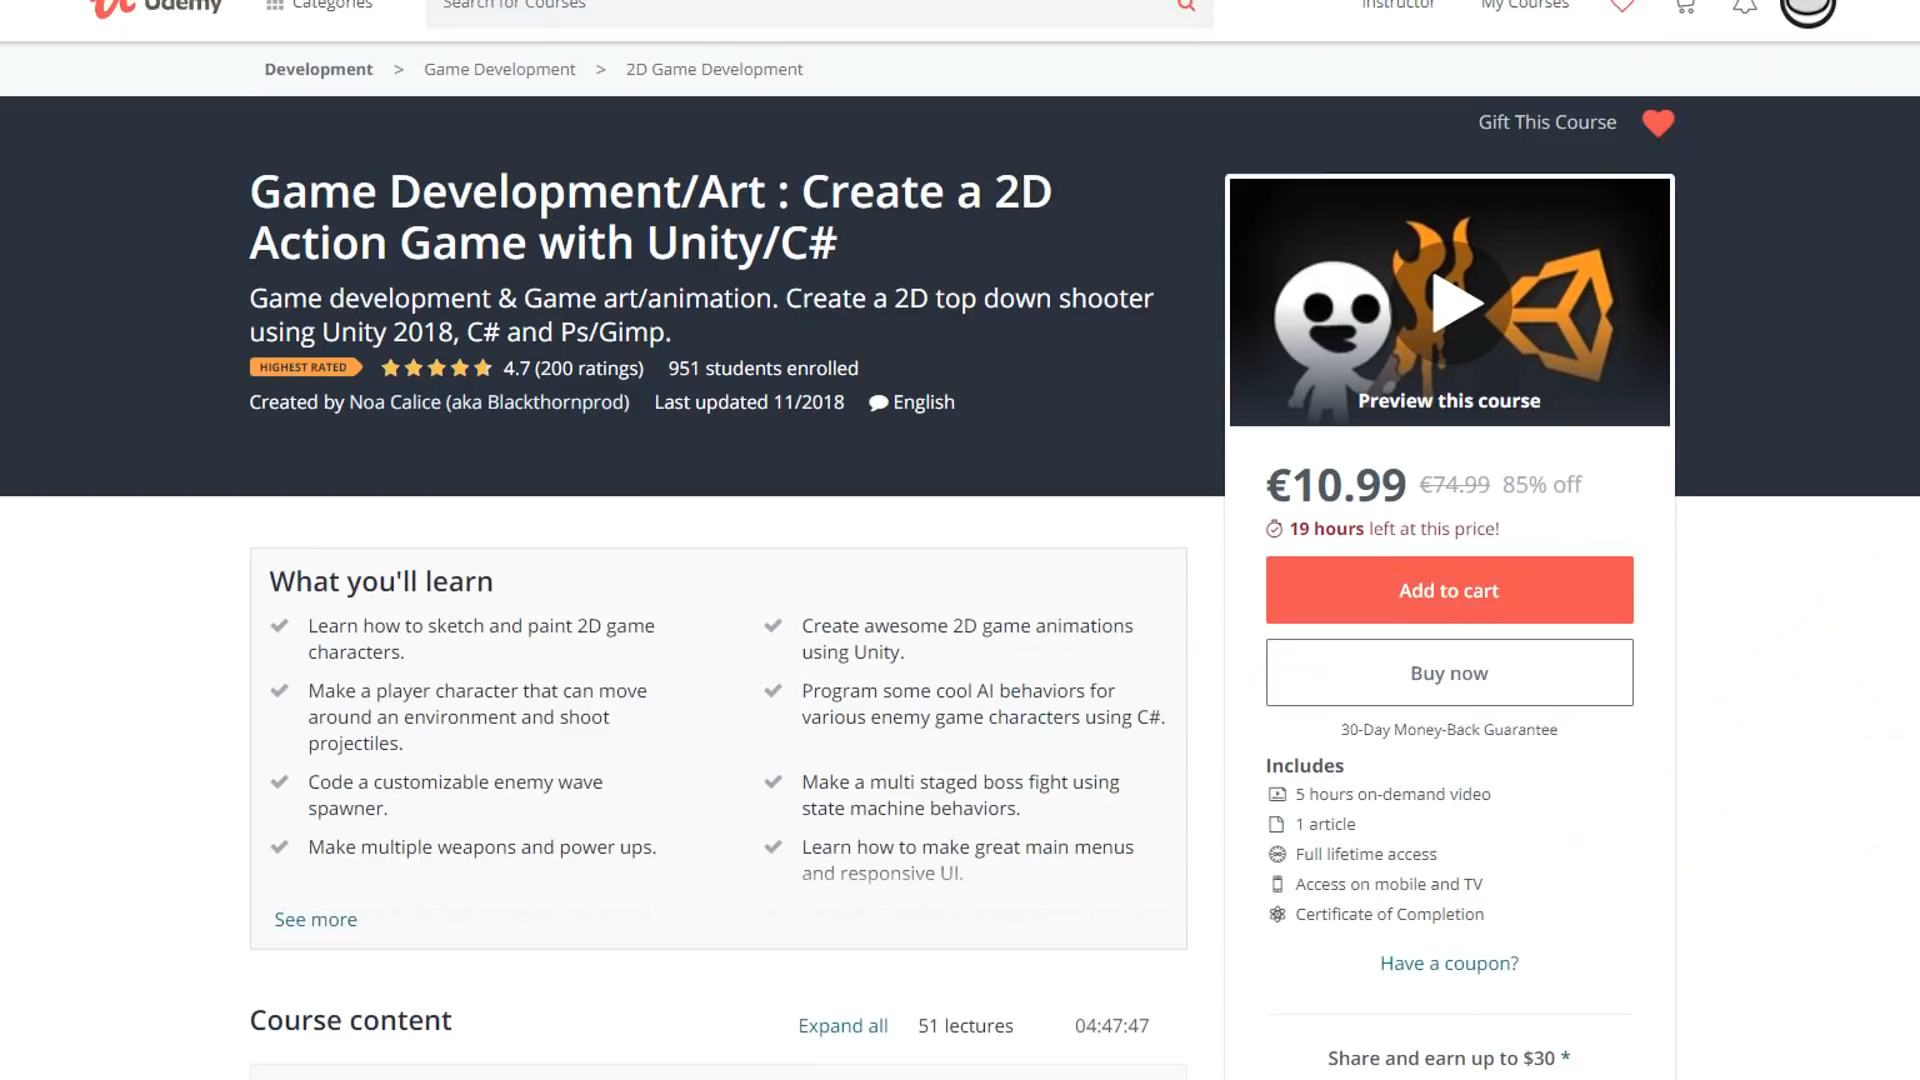 Udemy
Categories
Search for Courses
Instructor
My Courses
Development > Game Development > 2D Game Development
Gift This Course
Game Development/Art : Create a 2D
Action Game with Unity/C#
Game development & Game art/animation. Create a 2D top down shooter
using Unity 2018, C# and Ps/Gimp.
HIGHEST RATED 4.7 (200 ratings) 951 students enrolled
Created by Noa Calice (aka Blackthornprod) Last updated 11/2018 English
Preview this course
€10.99 €74.99 85% off
19 hours left at this price!
Add to cart
Buy now
30-Day Money-Back Guarantee
Includes
5 hours on-demand video
1 article
Full lifetime access
Access on mobile and TV
Certificate of Completion
Have a coupon?
Share and earn up to $30 *
What you'll learn
Learn how to sketch and paint 2D game
characters.
Create awesome 2D game animations
using Unity.
Make a player character that can move
around an environment and shoot
projectiles.
Program some cool AI behaviors for
various enemy game characters using C#.
Code a customizable enemy wave
spawner.
Make a multi staged boss fight using
state machine behaviors.
Make multiple weapons and power ups.
Learn how to make great main menus
and responsive UI.
See more
Course content
Expand all 51 lectures 04:47:47